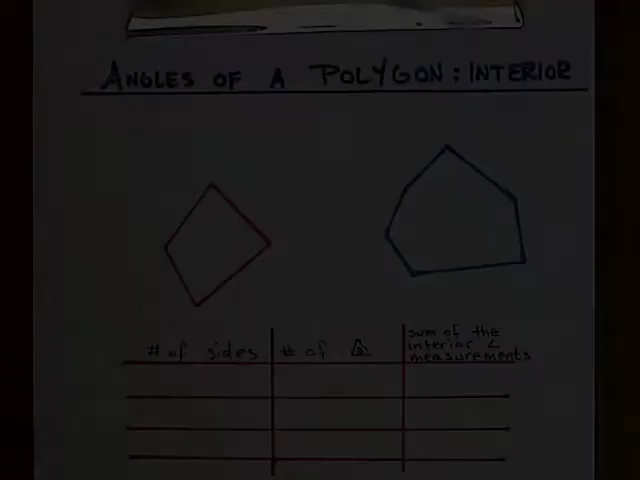 ANGLES OF A POLYGON: INTERIOR
# of sides
# of △s
sum of the
interior ∠
measurements